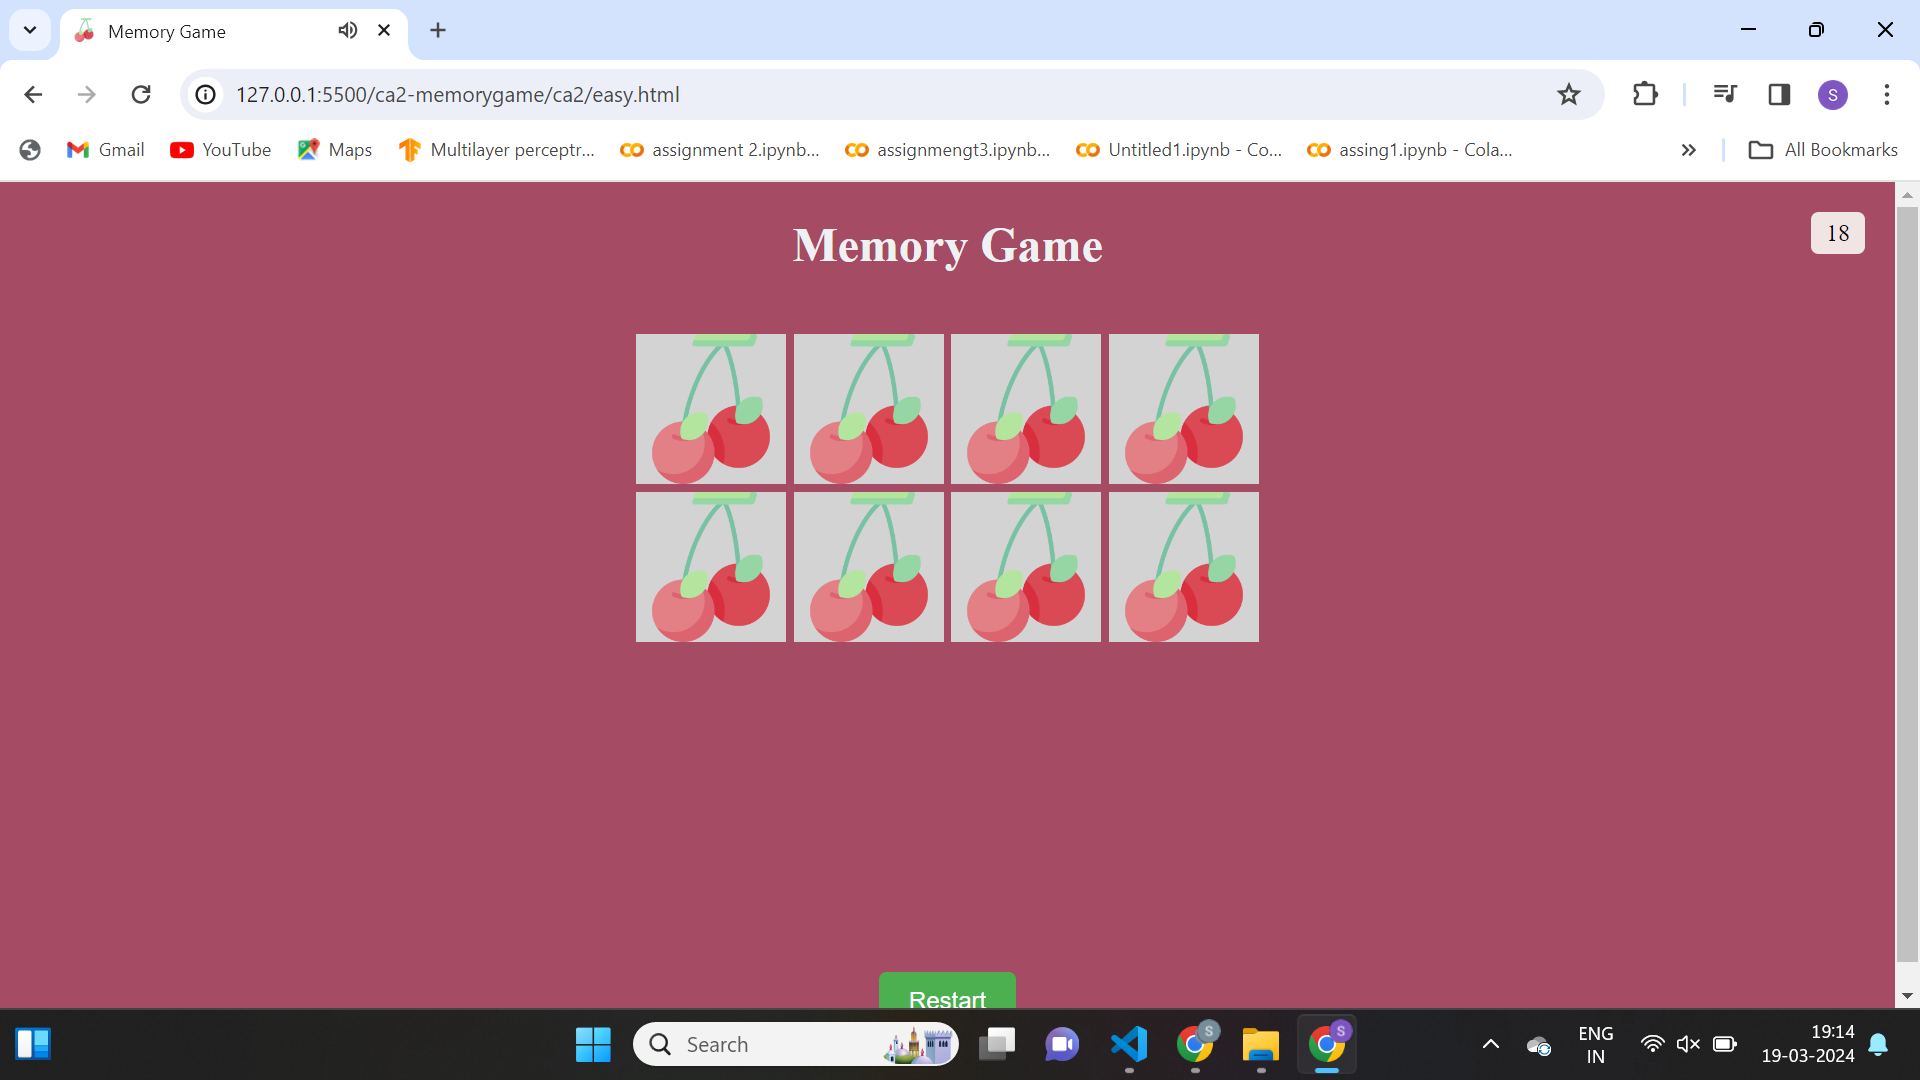 Memory Game
127.0.0.1:5500/ca2-memorygame/ca2/easy.html
S
Gmail
YouTube
Maps
Multilayer perceptr...
assignment 2.ipynb...
assignmengt3.ipynb...
Untitled1.ipynb - Co...
assing1.ipynb - Cola...
All Bookmarks
Memory Game
18
Restart
Search
S
S
ENG
IN
19:14
19-03-2024